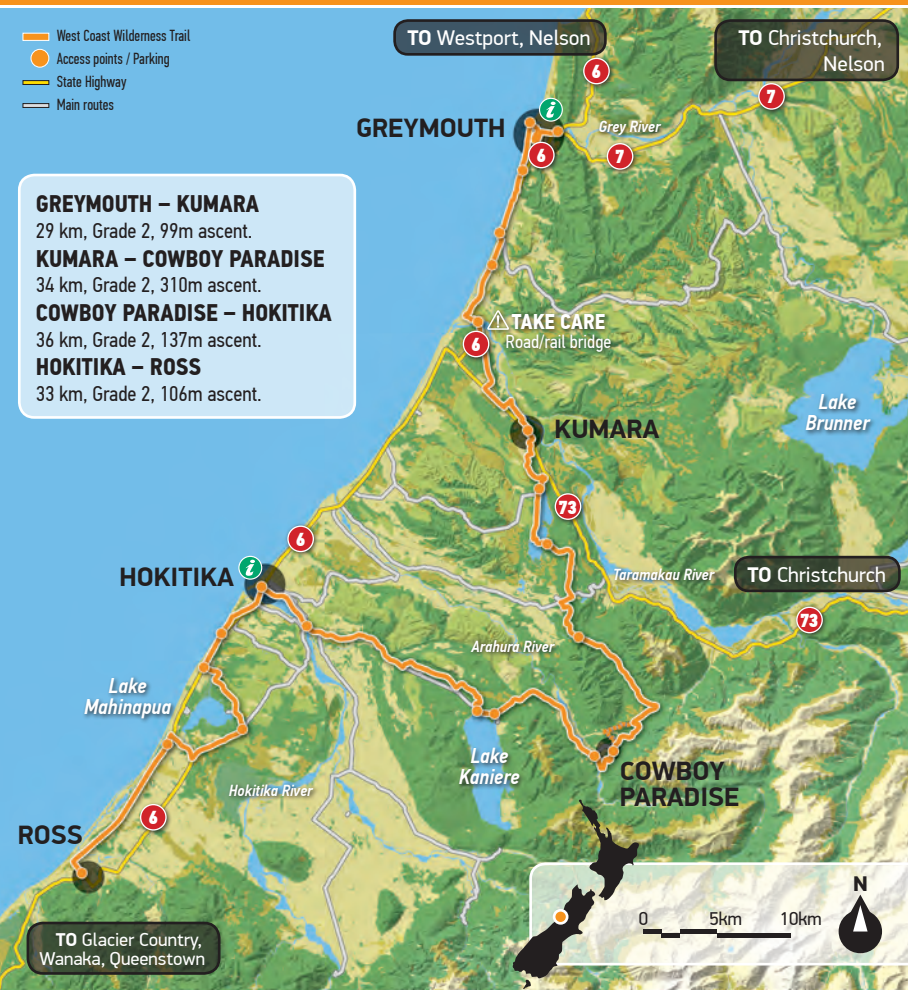 West Coast Wilderness Trail
Access points / Parking
State Highway
Main routes
TO Westport, Nelson
TO Christchurch,
Nelson
6
7
i
GREYMOUTH
Grey River
6
7
GREYMOUTH – KUMARA
29 km, Grade 2, 99m ascent.
KUMARA – COWBOY PARADISE
34 km, Grade 2, 310m ascent.
COWBOY PARADISE – HOKITIKA
36 km, Grade 2, 137m ascent.
HOKITIKA – ROSS
33 km, Grade 2, 106m ascent.
! TAKE CARE
Road/rail bridge
6
Lake
Brunner
KUMARA
73
6
i
HOKITIKA
Taramakau River
TO Christchurch
73
Arahura River
Lake
Mahinapua
Lake
Kaniere
COWBOY
PARADISE
Hokitika River
6
ROSS
N
0 5km 10km
TO Glacier Country,
Wanaka, Queenstown